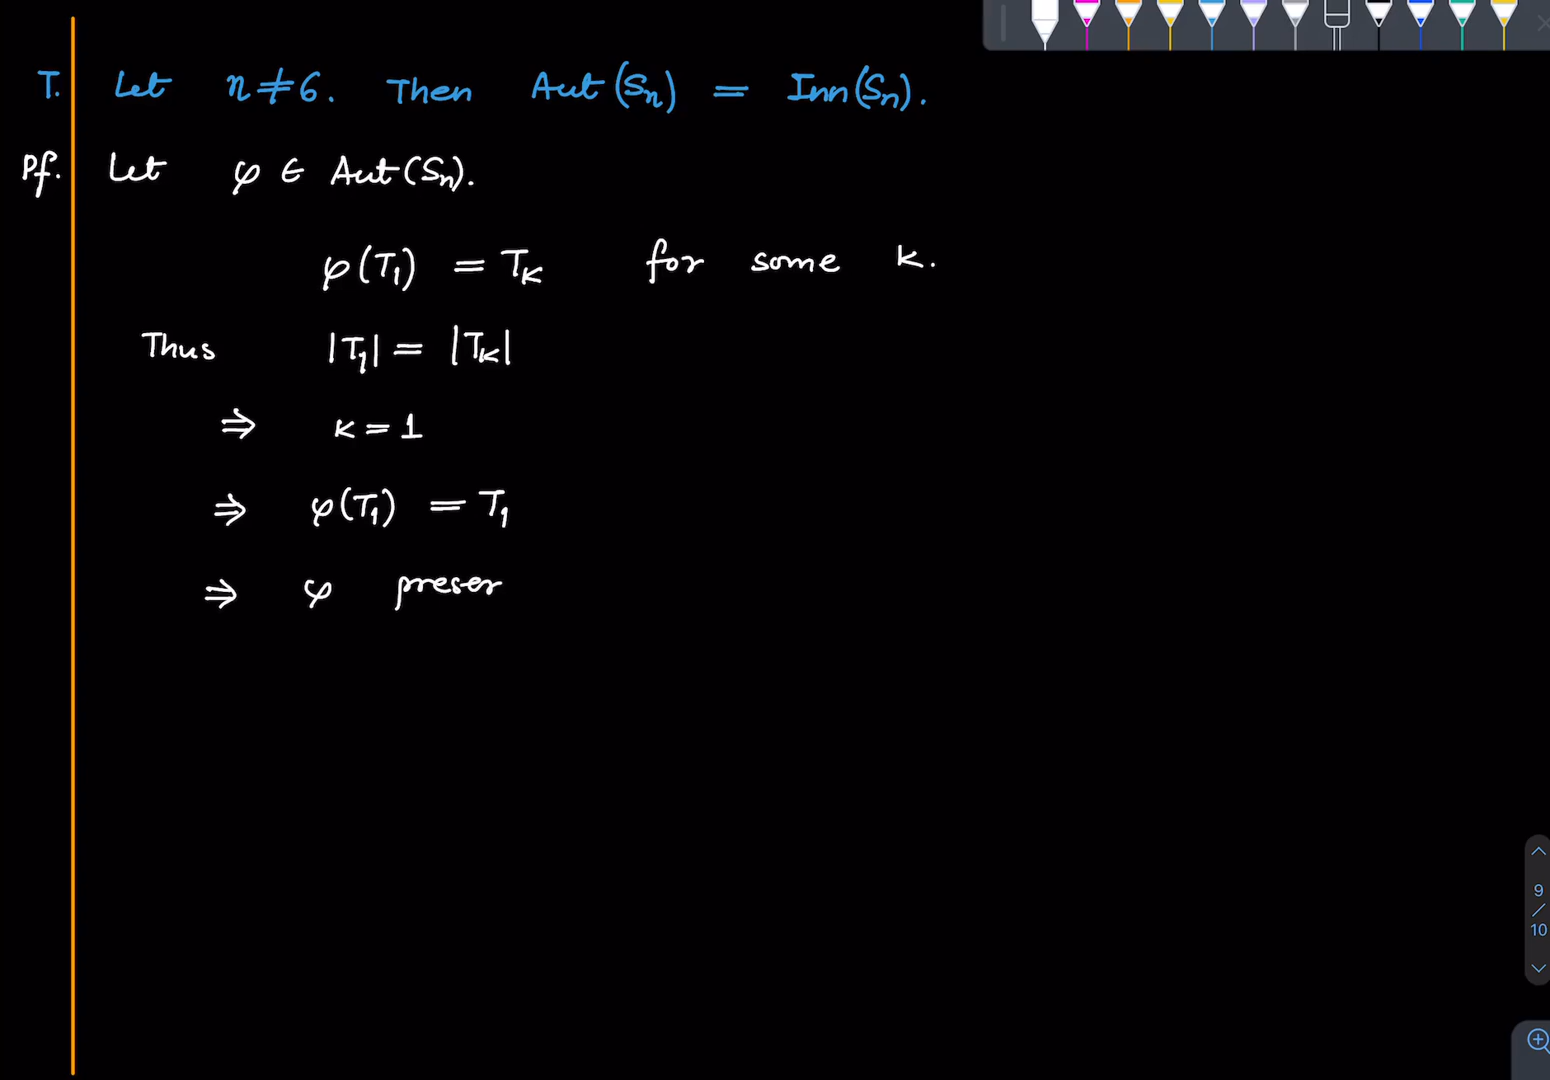 T. Let n≠6. Then Aut(Sₙ) = Inn(Sₙ).
Pf. Let φ ∈ Aut(Sₙ).
φ(T₁) = Tₖ for some k.
Thus |T₁| = |Tₖ|
⇒ k = 1
⇒ φ(T₁) = T₁
⇒ φ preser
9
/
10